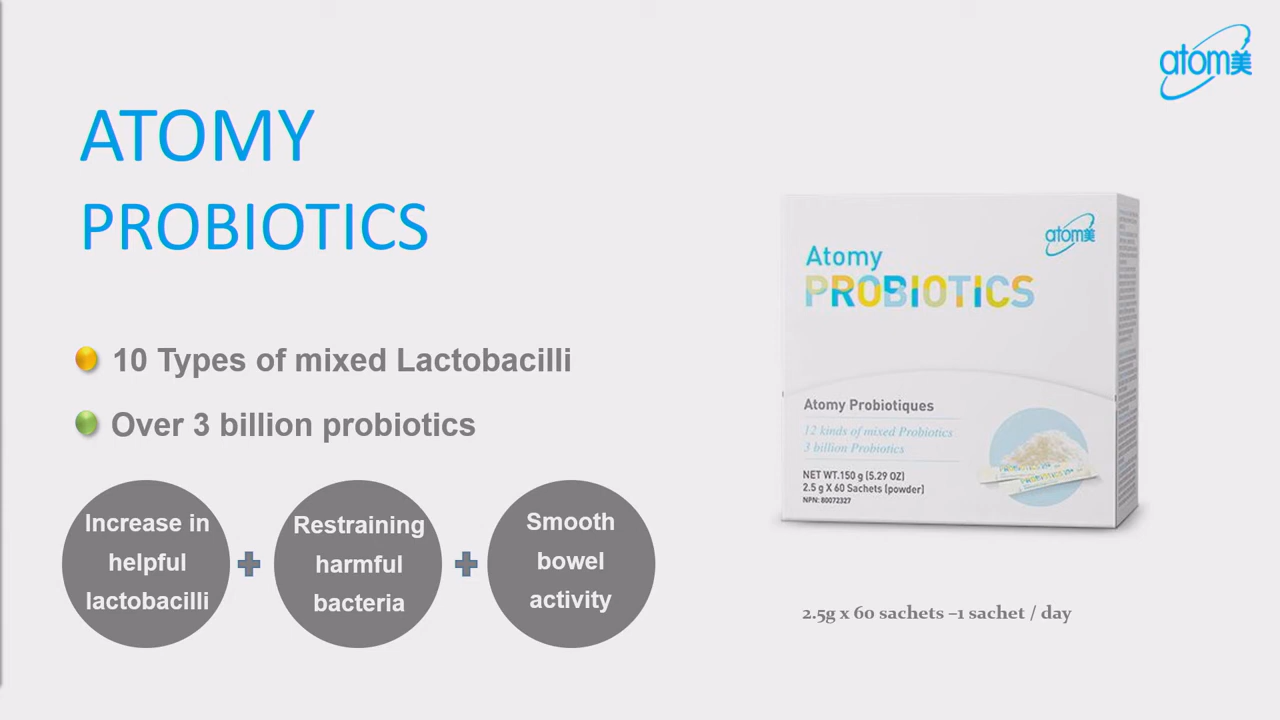 atom美
ATOMY
PROBIOTICS
10 Types of mixed Lactobacilli
Over 3 billion probiotics
Increase in
helpful
lactobacilli
Restraining
harmful
bacteria
Smooth
bowel
activity
atom美
Atomy
PROBIOTICS
Atomy Probiotiques
12 kinds of mixed Probiotics
3 billion Probiotics
NET WT.150 g (5.29 OZ)
2.5 g X 60 Sachets (powder)
NPN: 80072327
2.5g x 60 sachets –1 sachet / day